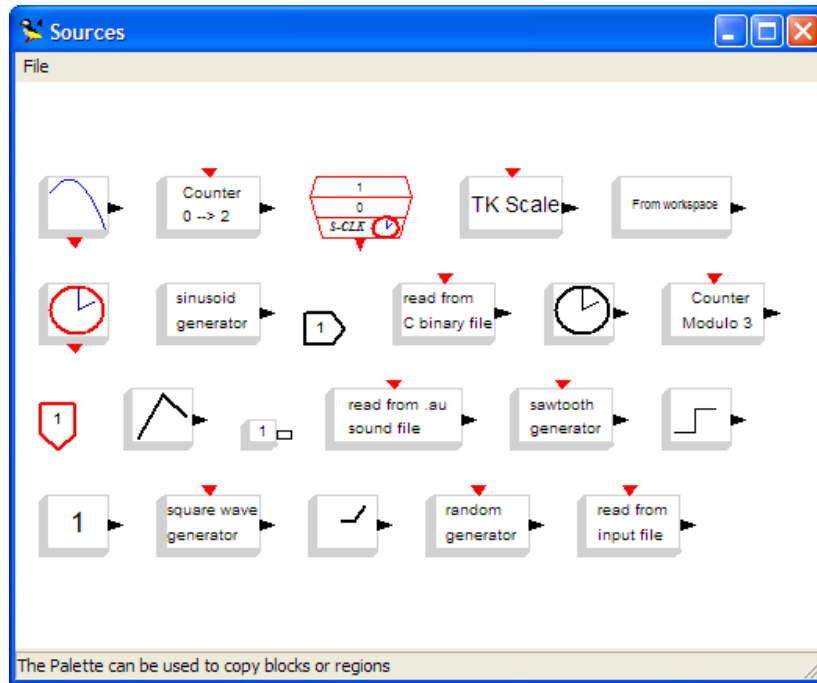 Sources
File
Counter
0 --> 2
1
0
S-CLK
TK Scale
From workspace
sinusoid
generator
1
read from
C binary file
Counter
Modulo 3
1
1
read from .au
sound file
sawtooth
generator
1
square wave
generator
random
generator
read from
input file
The Palette can be used to copy blocks or regions